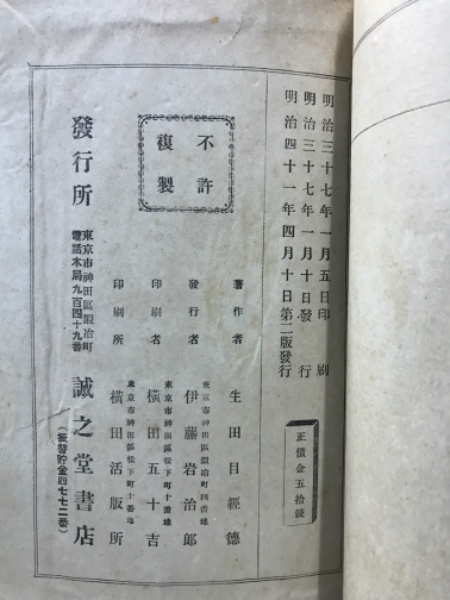 明治三十七年一月五日印刷
明治三十七年一月十日發行
明治四十一年四月十日第二版發行
正價金五拾錢
不許
複製
著作者 生田目經德
東京市神田區鍛冶町四番地
發行者 伊藤岩治郎
東京市神田區松下町十番地
印刷者 橫田五十吉
東京市神田區松下町十番地
印刷所 橫田活版所
發行所
東京市神田區鍛冶町
電話本局九百四十九番
誠之堂書店
(振替貯金四七七二番)